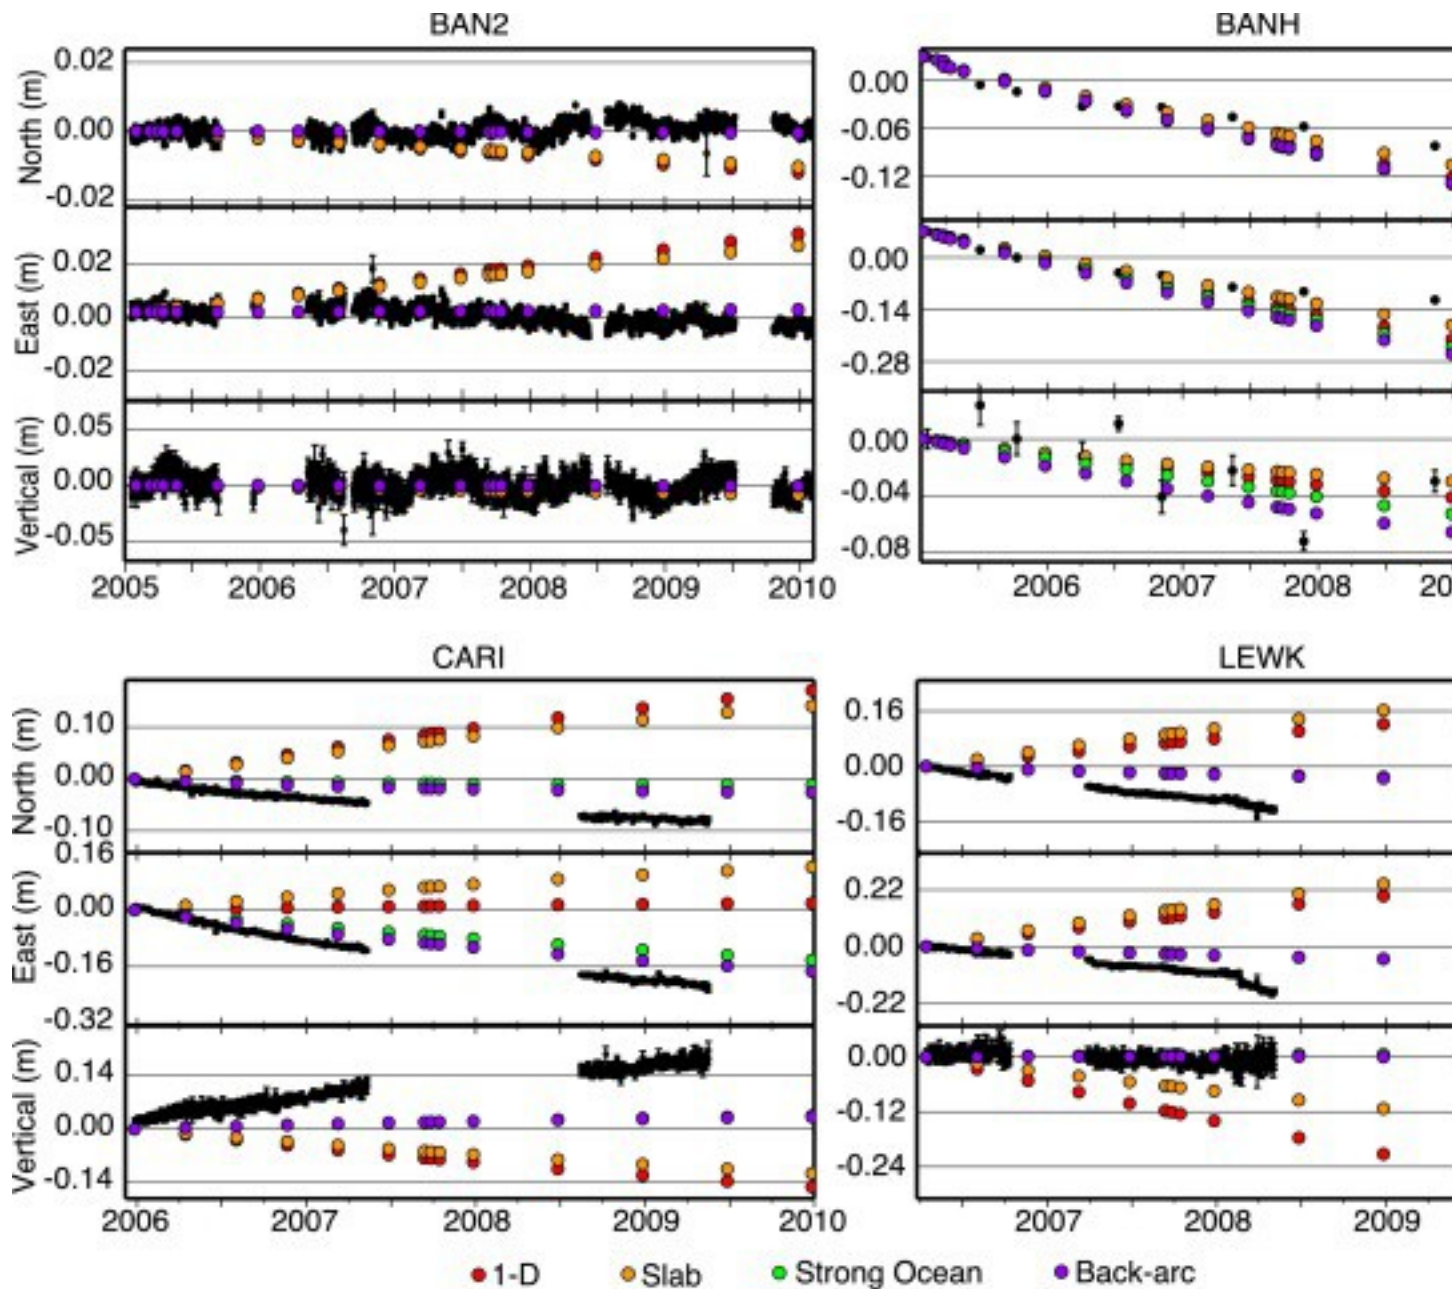 BAN2
BANH
North (m)
0.02
0.00
-0.02
0.00
-0.06
-0.12
East (m)
0.02
0.00
-0.02
0.00
-0.14
-0.28
Vertical (m)
0.05
0.00
-0.05
0.00
-0.04
-0.08
2005 2006 2007 2008 2009 2010
2006 2007 2008 20
CARI
LEWK
North (m)
0.10
0.00
-0.10
0.16
0.00
-0.16
East (m)
0.16
0.00
-0.16
-0.32
0.22
0.00
-0.22
Vertical (m)
0.14
0.00
-0.14
0.00
-0.12
-0.24
2006 2007 2008 2009 2010
2007 2008 2009
1-D Slab Strong Ocean Back-arc